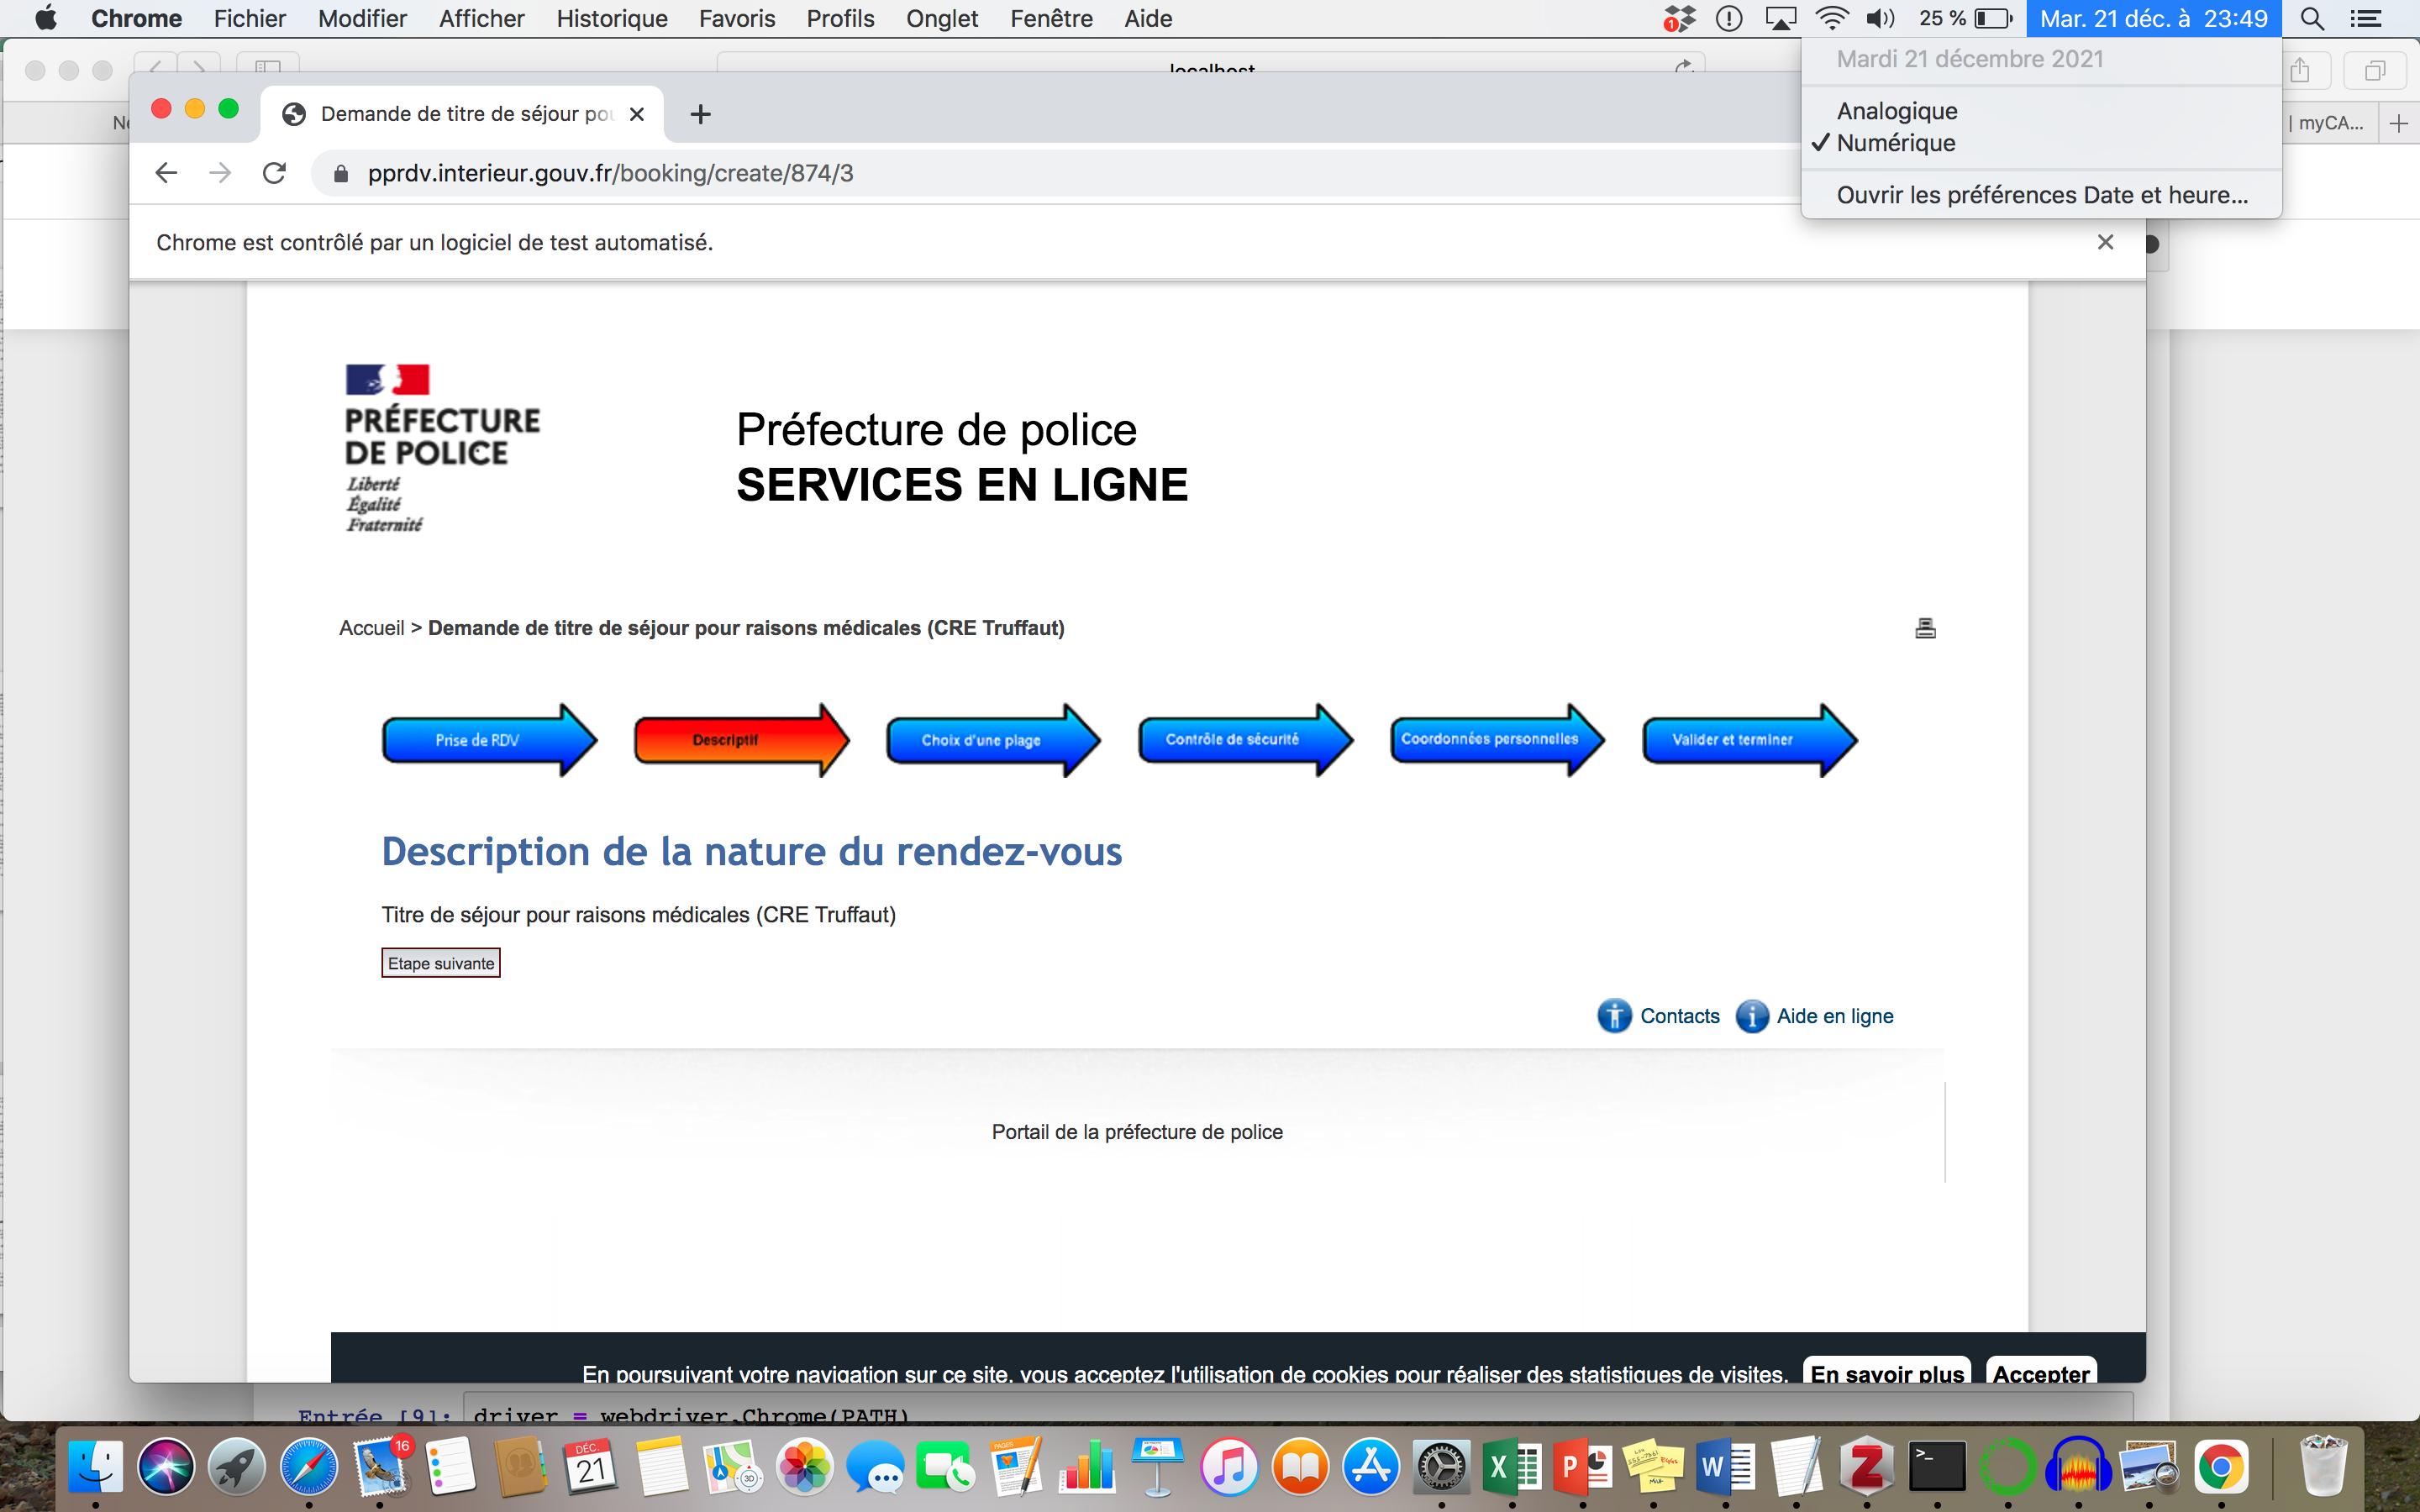 Chrome Fichier Modifier Afficher Historique Favoris Profils Onglet Fenêtre Aide 1 25 % Mar. 21 déc. à 23:49
localhost
Mardi 21 décembre 2021
Analogique
✓ Numérique
Ouvrir les préférences Date et heure...
| myCA...
Demande de titre de séjour pou
pprdv.interieur.gouv.fr/booking/create/874/3
Chrome est contrôlé par un logiciel de test automatisé.
PRÉFECTURE
DE POLICE
Liberté
Égalité
Fraternité
Préfecture de police
SERVICES EN LIGNE
Accueil > Demande de titre de séjour pour raisons médicales (CRE Truffaut)
Prise de RDV
Descriptif
Choix d'une plage
Contrôle de sécurité
Coordonnées personnelles
Valider et terminer
Description de la nature du rendez-vous
Titre de séjour pour raisons médicales (CRE Truffaut)
Etape suivante
Contacts Aide en ligne
Portail de la préfecture de police
En poursuivant votre navigation sur ce site, vous acceptez l'utilisation de cookies pour réaliser des statistiques de visites. En savoir plus Accepter
Entrée [9]: driver = webdriver.Chrome(PATH)
16
DÉC.
21
3D
PAGES
X
P
W
Z
>_